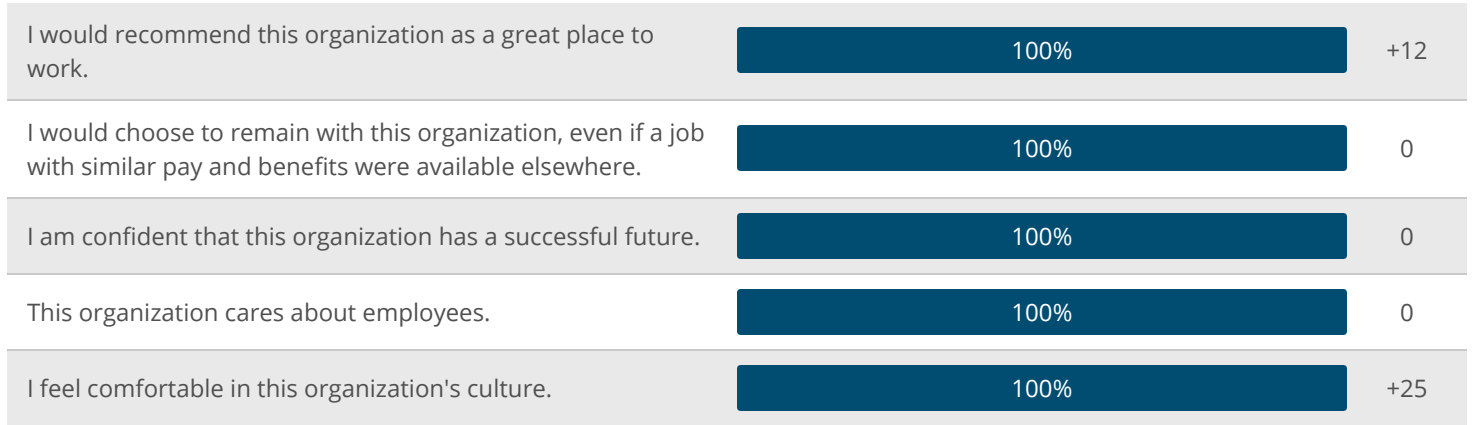 I would recommend this organization as a great place to
work.
100%
+12
I would choose to remain with this organization, even if a job
with similar pay and benefits were available elsewhere.
100%
0
I am confident that this organization has a successful future.
100%
0
This organization cares about employees.
100%
0
I feel comfortable in this organization's culture.
100%
+25